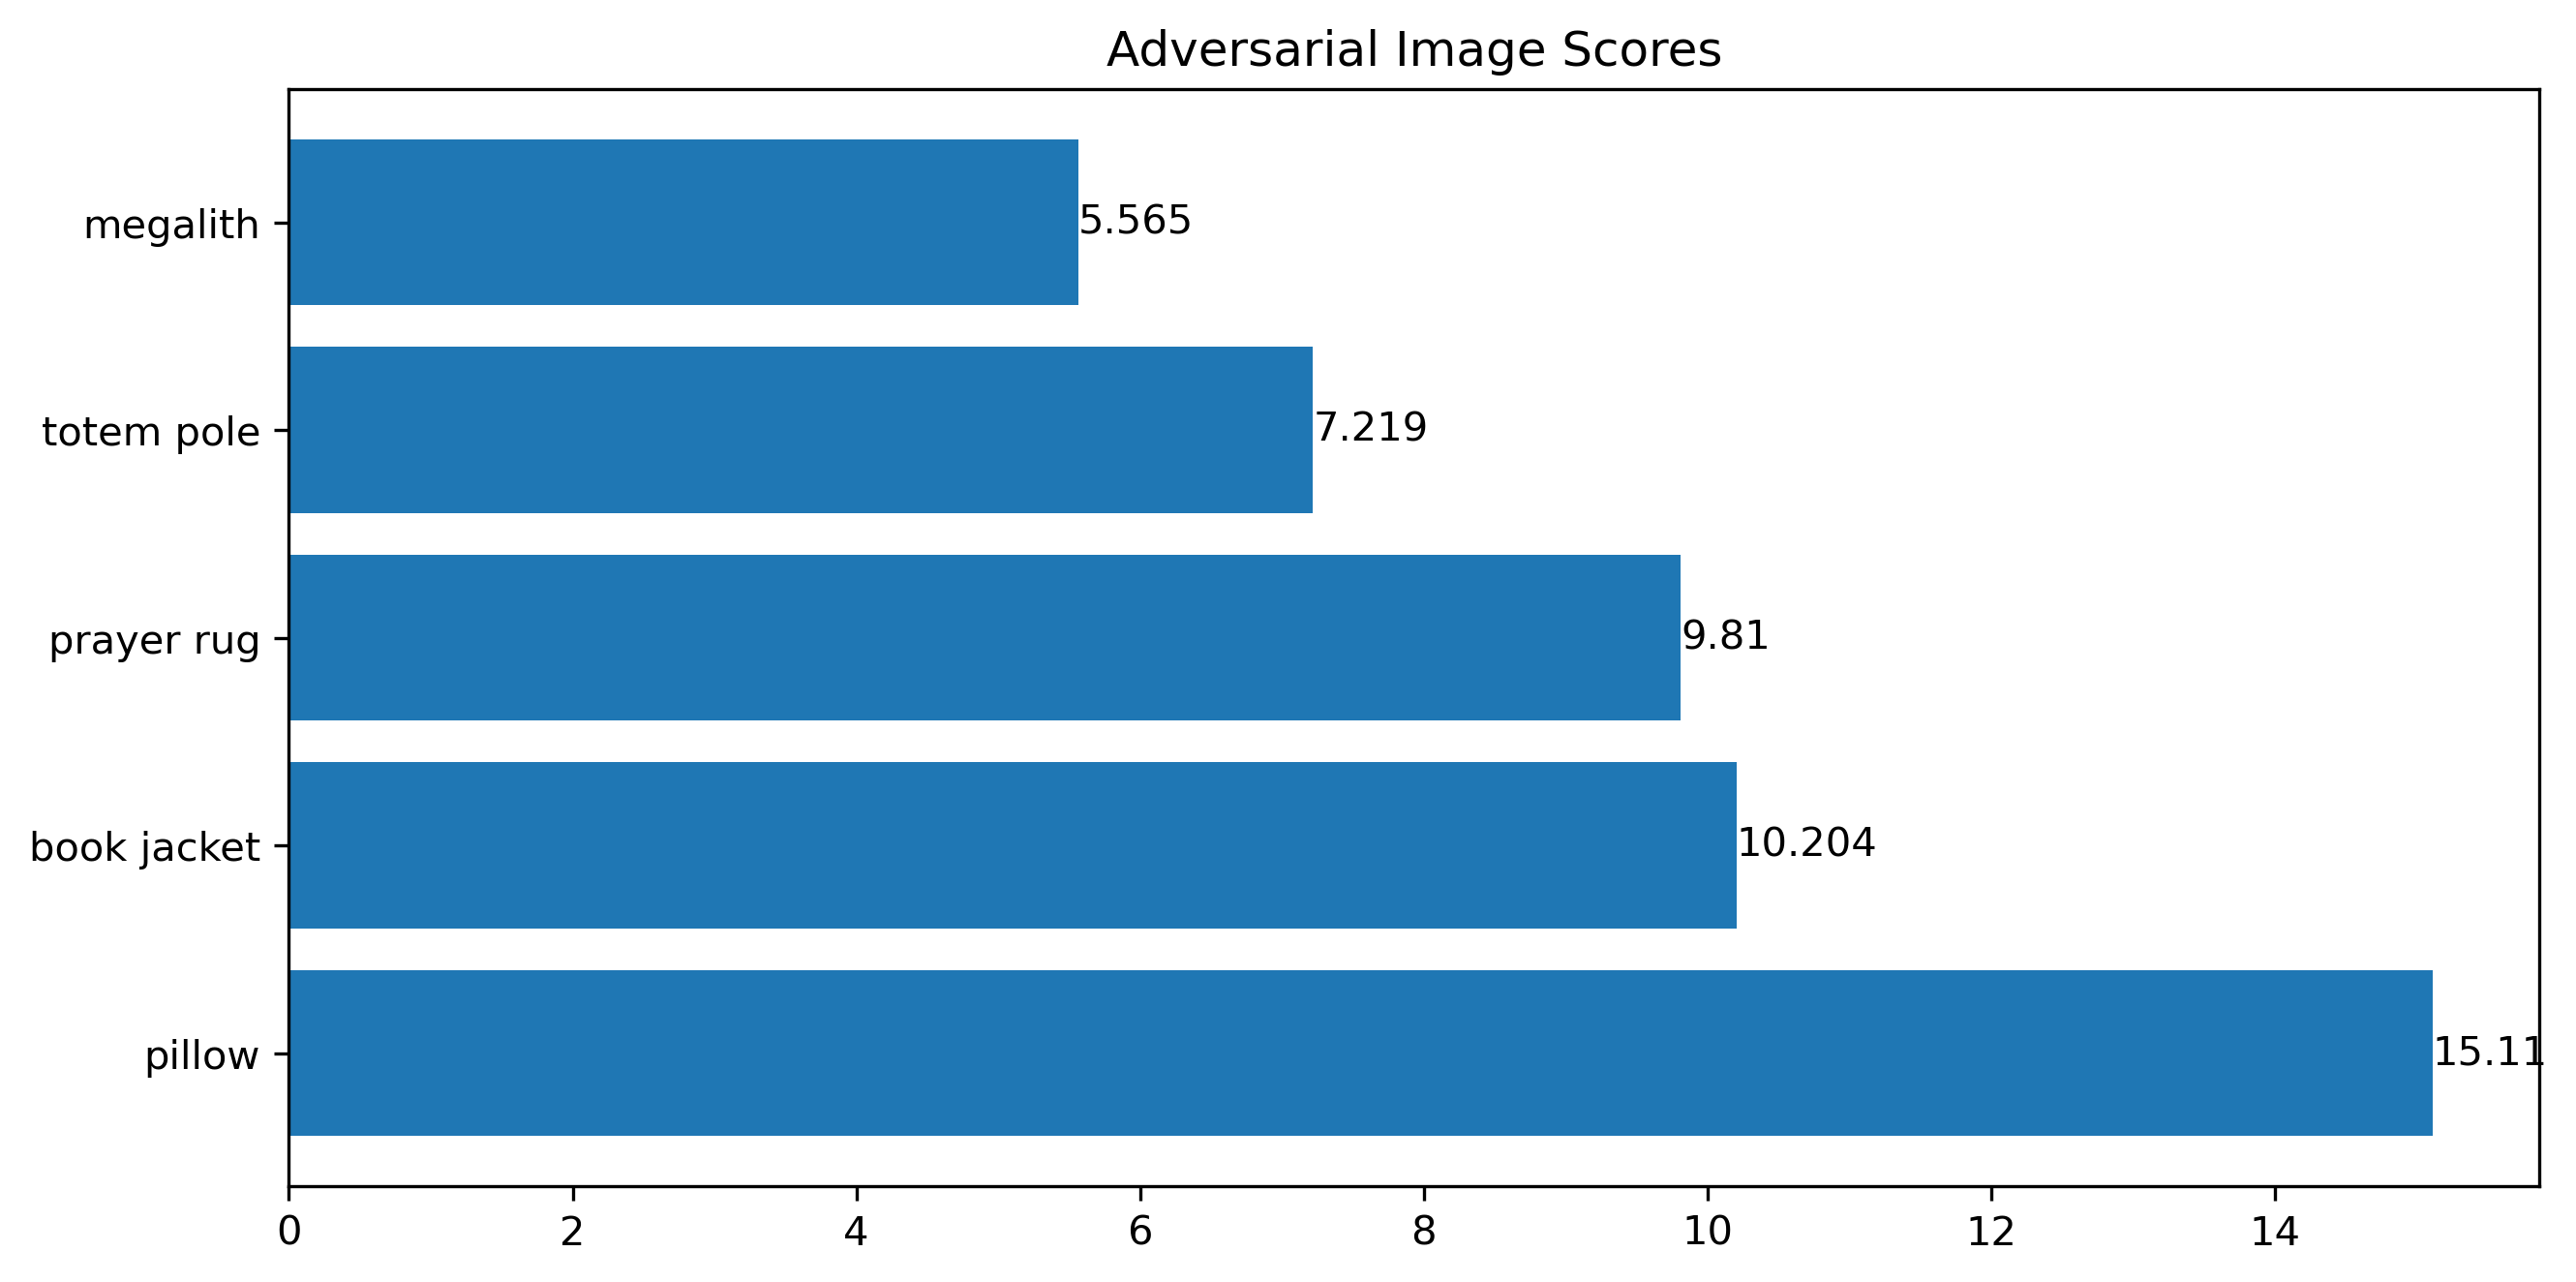 Adversarial Image Scores
megalith
5.565
totem pole
7.219
prayer rug
9.81
book jacket
10.204
pillow
15.11
0 2 4 6 8 10 12 14